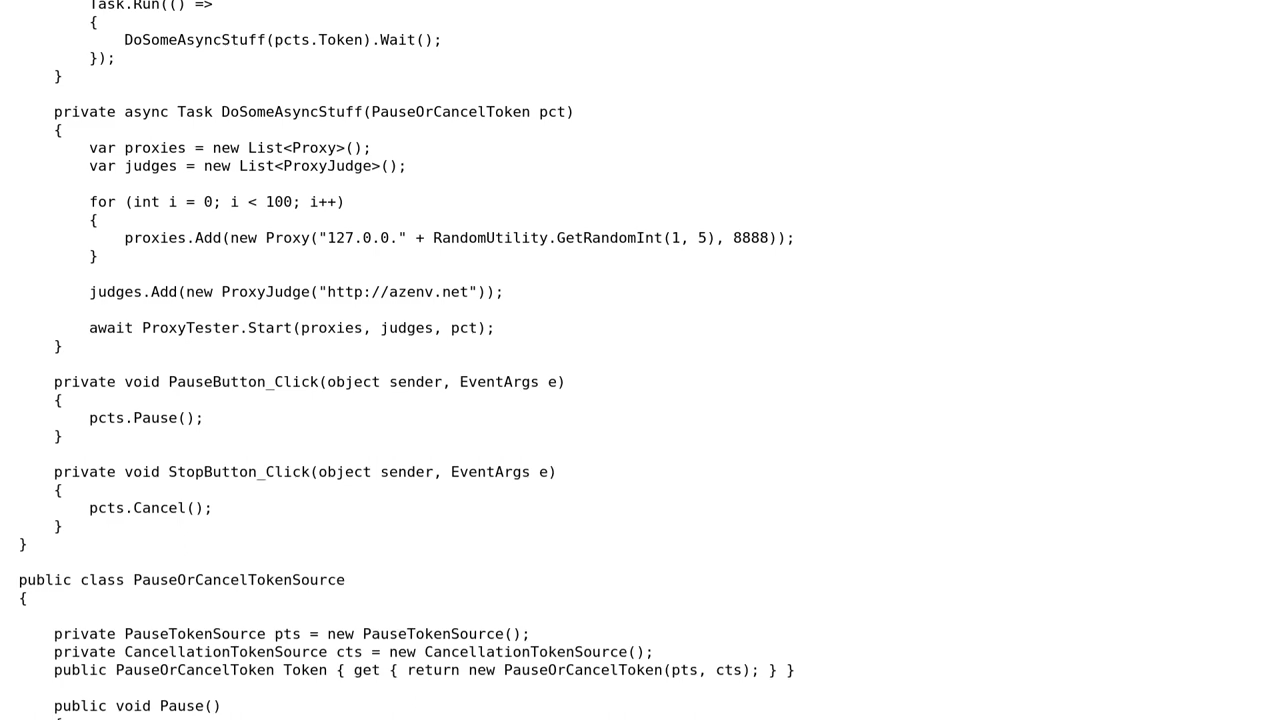 Task.Run(() =>
{
DoSomeAsyncStuff(pcts.Token).Wait();
});
}
private async Task DoSomeAsyncStuff(PauseOrCancelToken pct)
{
var proxies = new List<Proxy>();
var judges = new List<ProxyJudge>();
for (int i = 0; i < 100; i++)
{
proxies.Add(new Proxy("127.0.0." + RandomUtility.GetRandomInt(1, 5), 8888));
}
judges.Add(new ProxyJudge("http://azenv.net"));
await ProxyTester.Start(proxies, judges, pct);
}
private void PauseButton_Click(object sender, EventArgs e)
{
pcts.Pause();
}
private void StopButton_Click(object sender, EventArgs e)
{
pcts.Cancel();
}
}
public class PauseOrCancelTokenSource
{
private PauseTokenSource pts = new PauseTokenSource();
private CancellationTokenSource cts = new CancellationTokenSource();
public PauseOrCancelToken Token { get { return new PauseOrCancelToken(pts, cts); } }
public void Pause()